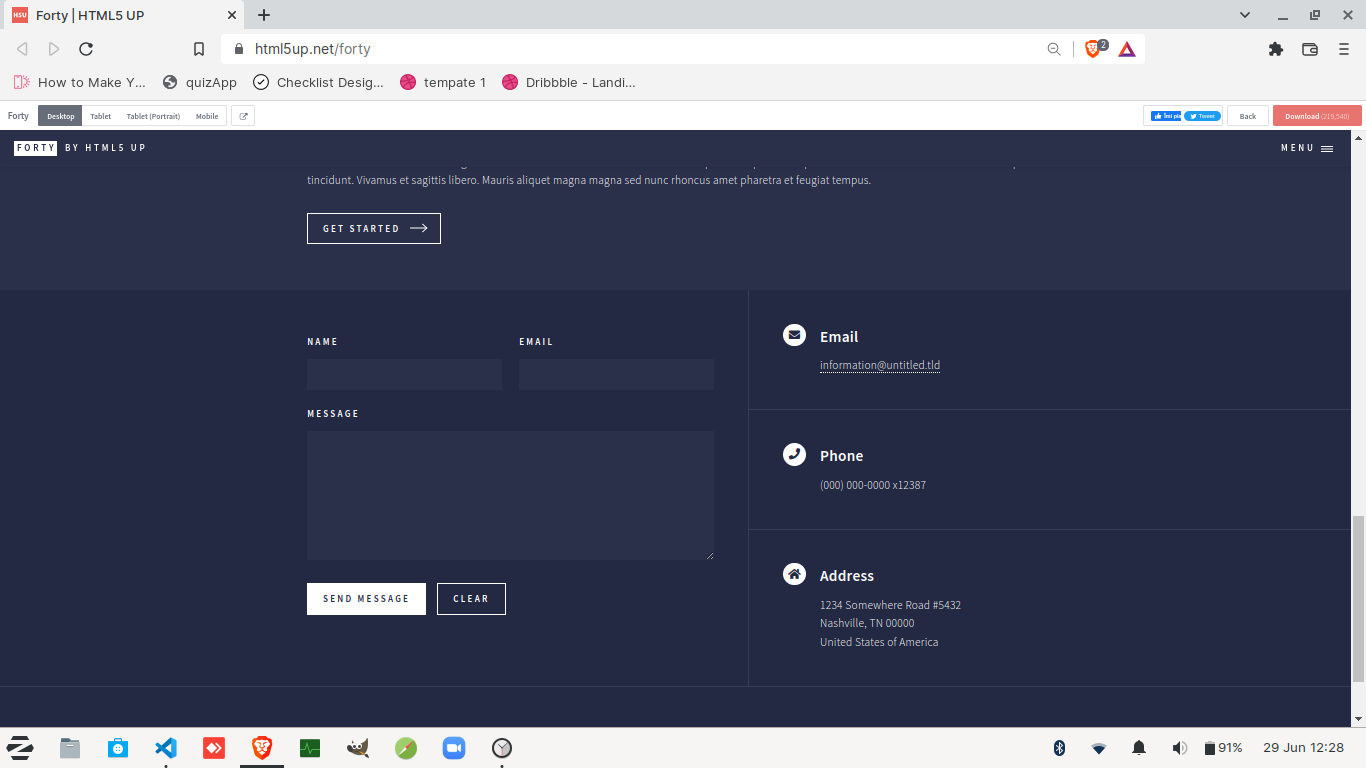 Forty | HTML5 UP
html5up.net/forty
2
How to Make Y... quizApp Checklist Desig... tempate 1 Dribbble - Landi...
Forty Desktop Tablet Tablet (Portrait) Mobile Tweet Back Download (219,540)
FORTY BY HTML5 UP MENU
tincidunt. Vivamus et sagittis libero. Mauris aliquet magna magna sed nunc rhoncus amet pharetra et feugiat tempus.
GET STARTED
NAME EMAIL
MESSAGE
SEND MESSAGE CLEAR
Email
information@untitled.tld
Phone
(000) 000-0000 x12387
Address
1234 Somewhere Road #5432
Nashville, TN 00000
United States of America
91% 29 Jun 12:28